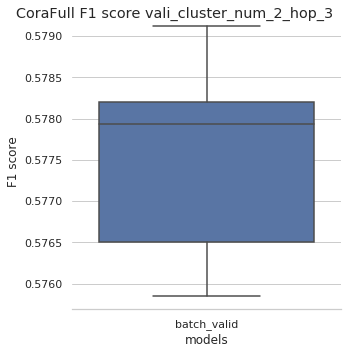 CoraFull F1 score vali_cluster_num_2_hop_3
0.5790
0.5785
0.5780
0.5775
0.5770
0.5765
0.5760
F1 score
batch_valid
models